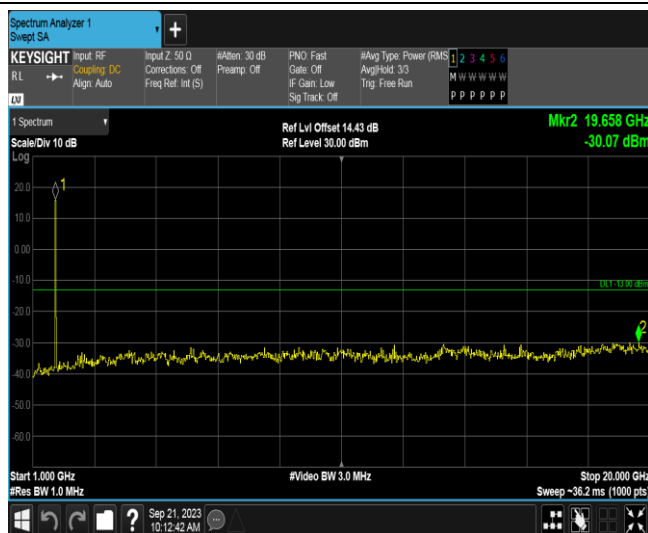 Spectrum Analyzer 1
Swept SA
+
KEYSIGHT
RL
LXI
Input: RF
Coupling: DC
Align: Auto
Input Z: 50 Ω
Corrections: Off
Freq Ref: Int (S)
#Atten: 30 dB
Preamp: Off
PNO: Fast
Gate: Off
IF Gain: Low
Sig Track: Off
#Avg Type: Power (RMS
Avg|Hold: 3/3
Trig: Free Run
1 2 3 4 5 6
M W W W W W
P P P P P P
1 Spectrum
Scale/Div 10 dB
Log
Ref Lvl Offset 14.43 dB
Ref Level 30.00 dBm
Mkr2 19.658 GHz
-30.07 dBm
1
20.0
10.0
0.00
-10.0
DL1 -13.00 dBm
-20.0
2
-30.0
-40.0
-50.0
-60.0
Start 1.000 GHz
#Video BW 3.0 MHz
Stop 20.000 GHz
#Res BW 1.0 MHz
Sweep ~36.2 ms (1000 pts)
?
Sep 21, 2023
10:12:42 AM